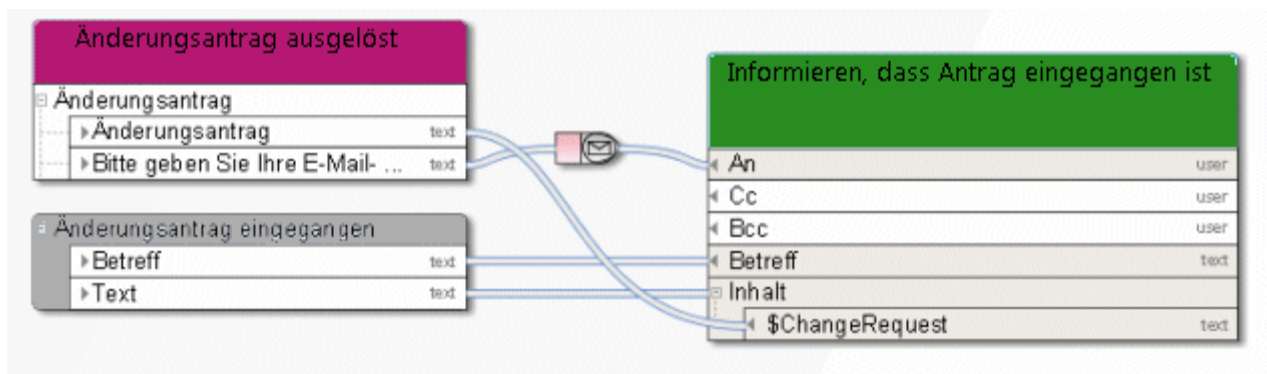 Änderungsantrag ausgelöst
Änderungsantrag
Änderungsantrag text
Bitte geben Sie Ihre E-Mail- ... text
Änderungsantrag eingegangen
Betreff text
Text text
Informieren, dass Antrag eingegangen ist
An user
Cc user
Bcc user
Betreff text
Inhalt
$ChangeRequest text